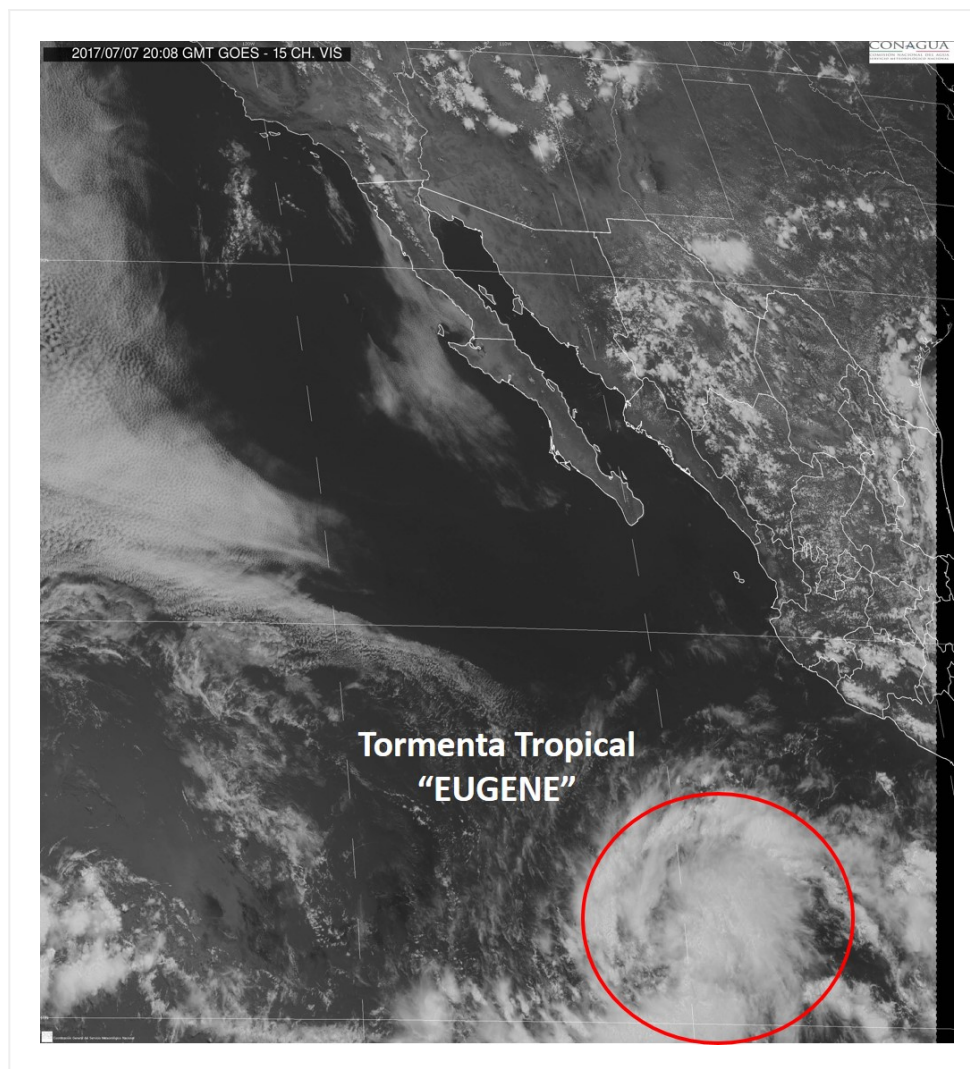 2017/07/07 20:08 GMT GOES - 15 CH. VIS
CONAGUA
Tormenta Tropical
“EUGENE”